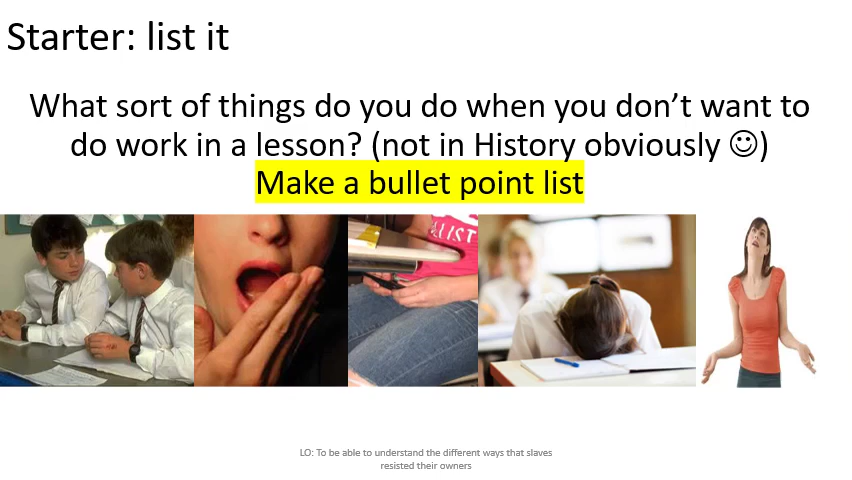 Starter: list it
What sort of things do you do when you don’t want to
do work in a lesson? (not in History obviously ☺)
Make a bullet point list
ALIST
LO: To be able to understand the different ways that slaves
resisted their owners